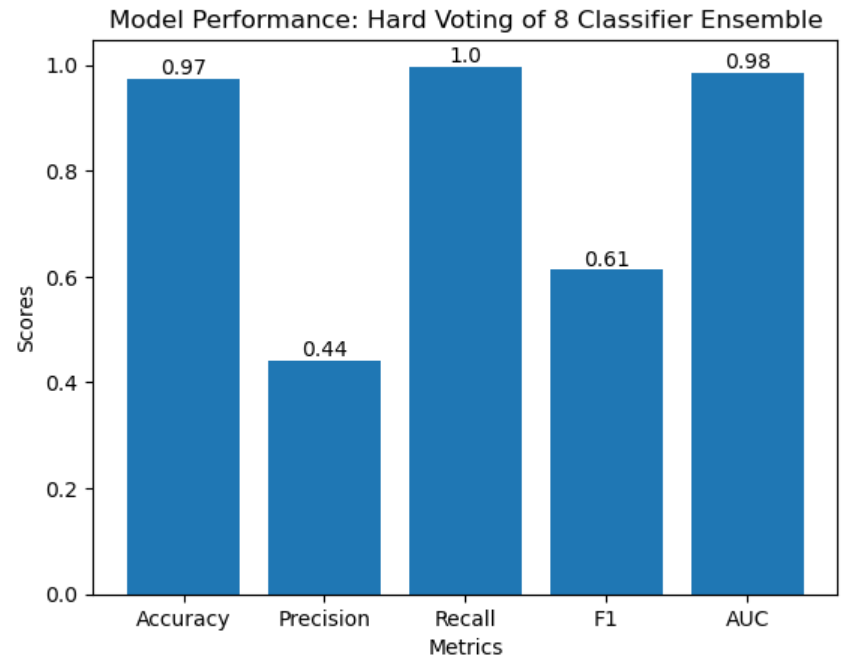 Model Performance: Hard Voting of 8 Classifier Ensemble
1.0
0.8
0.6
0.4
0.2
0.0
Scores
0.97
0.44
1.0
0.61
0.98
Accuracy Precision Recall F1 AUC
Metrics